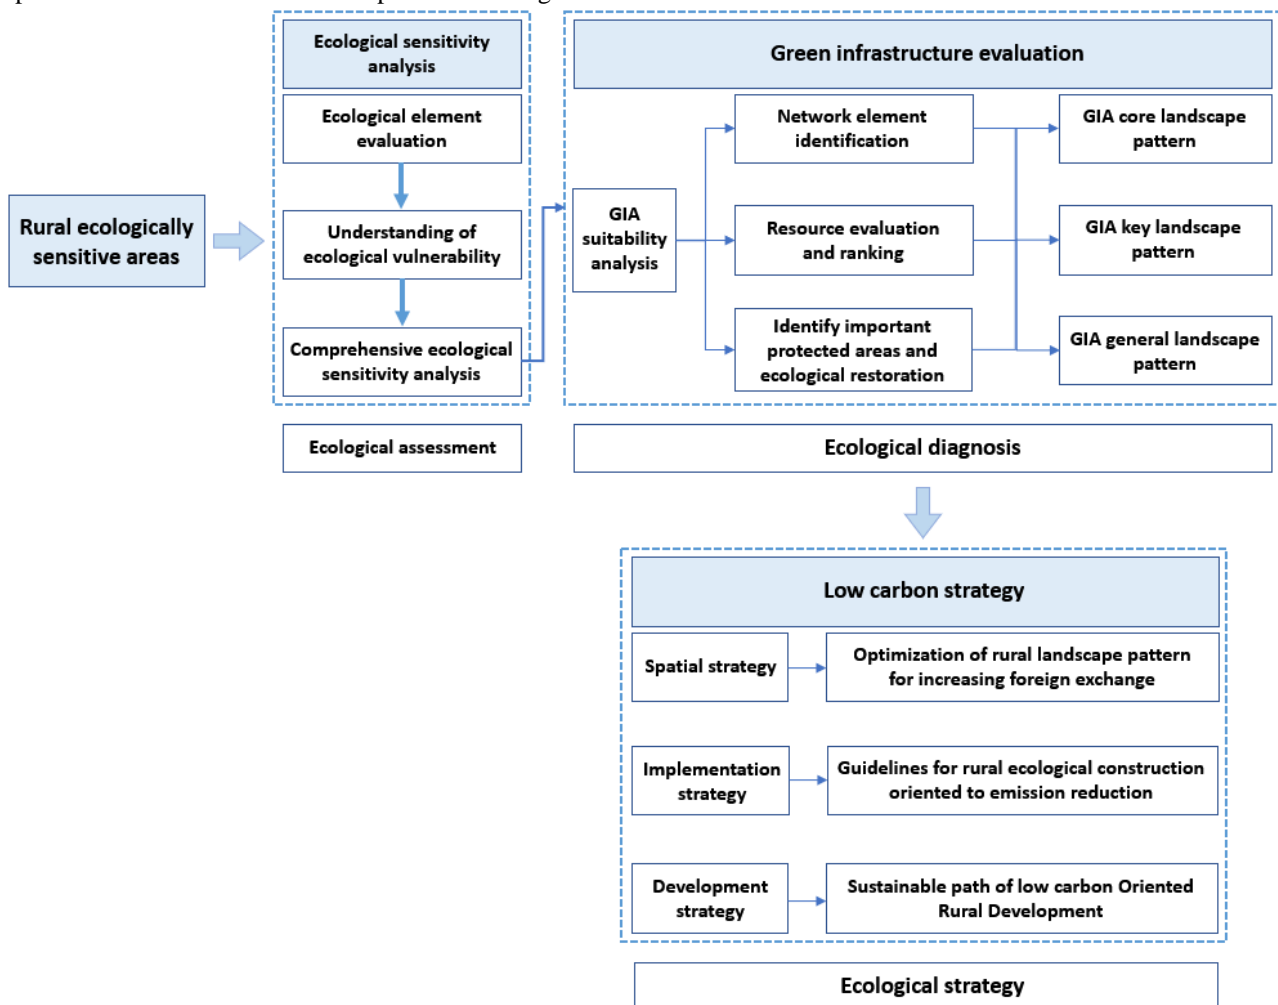 Ecological sensitivity
analysis
Ecological element
evaluation
Understanding of
ecological vulnerability
Comprehensive ecological
sensitivity analysis
Rural ecologically
sensitive areas
Ecological assessment
Green infrastructure evaluation
GIA
suitability
analysis
Network element
identification
Resource evaluation
and ranking
Identify important
protected areas and
ecological restoration
GIA core landscape
pattern
GIA key landscape
pattern
GIA general landscape
pattern
Ecological diagnosis
Low carbon strategy
Spatial strategy
Optimization of rural landscape pattern
for increasing foreign exchange
Implementation
strategy
Guidelines for rural ecological construction
oriented to emission reduction
Development
strategy
Sustainable path of low carbon Oriented
Rural Development
Ecological strategy